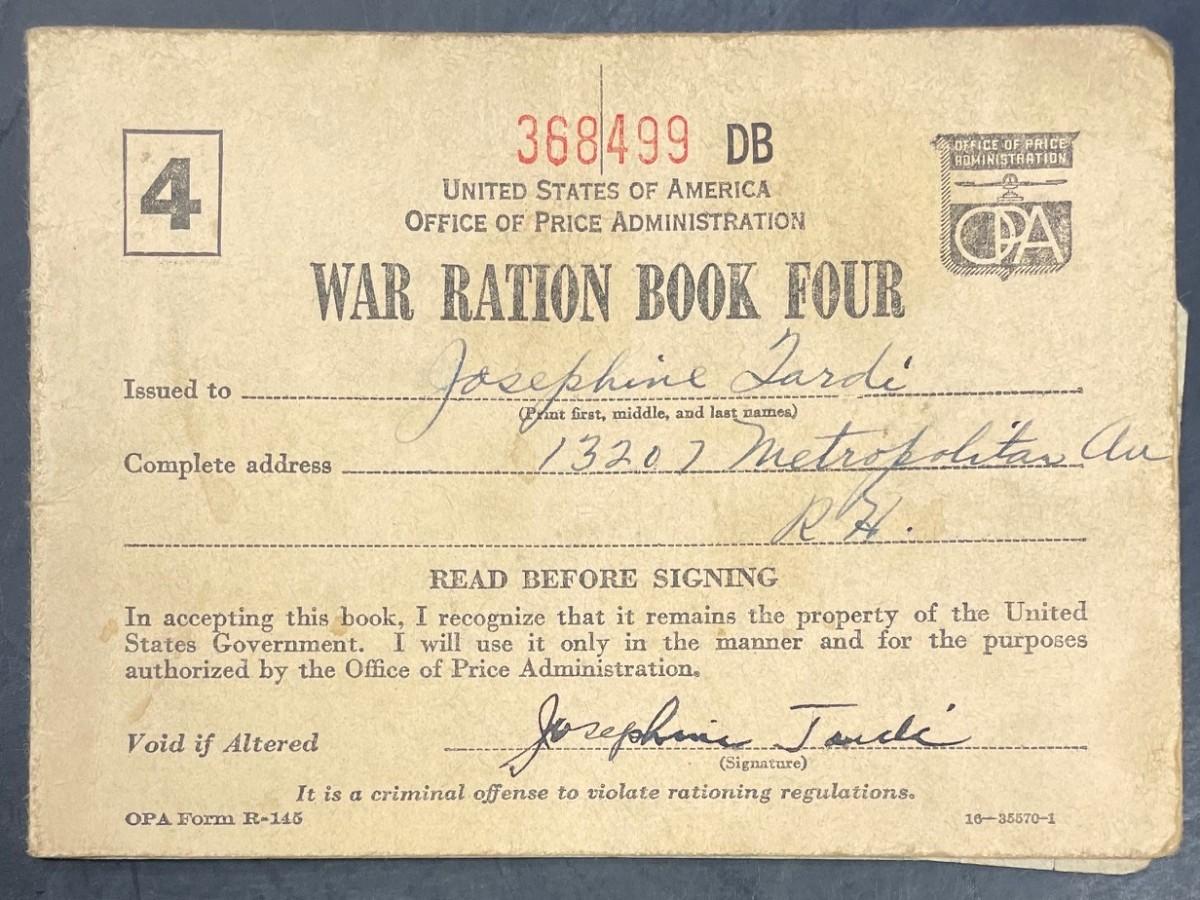 368499 DB
4
UNITED STATES OF AMERICA
OFFICE OF PRICE ADMINISTRATION
OFFICE OF PRICE
ADMINISTRATION
OPA
WAR RATION BOOK FOUR
Issued to Josephine Tardi
(Print first, middle, and last names)
Complete address 13207 Metropolitan Av
R H.
READ BEFORE SIGNING
In accepting this book, I recognize that it remains the property of the United
States Government. I will use it only in the manner and for the purposes
authorized by the Office of Price Administration.
Void if Altered Josephine Tardi
(Signature)
It is a criminal offense to violate rationing regulations.
OPA Form R-145 16—35570-1